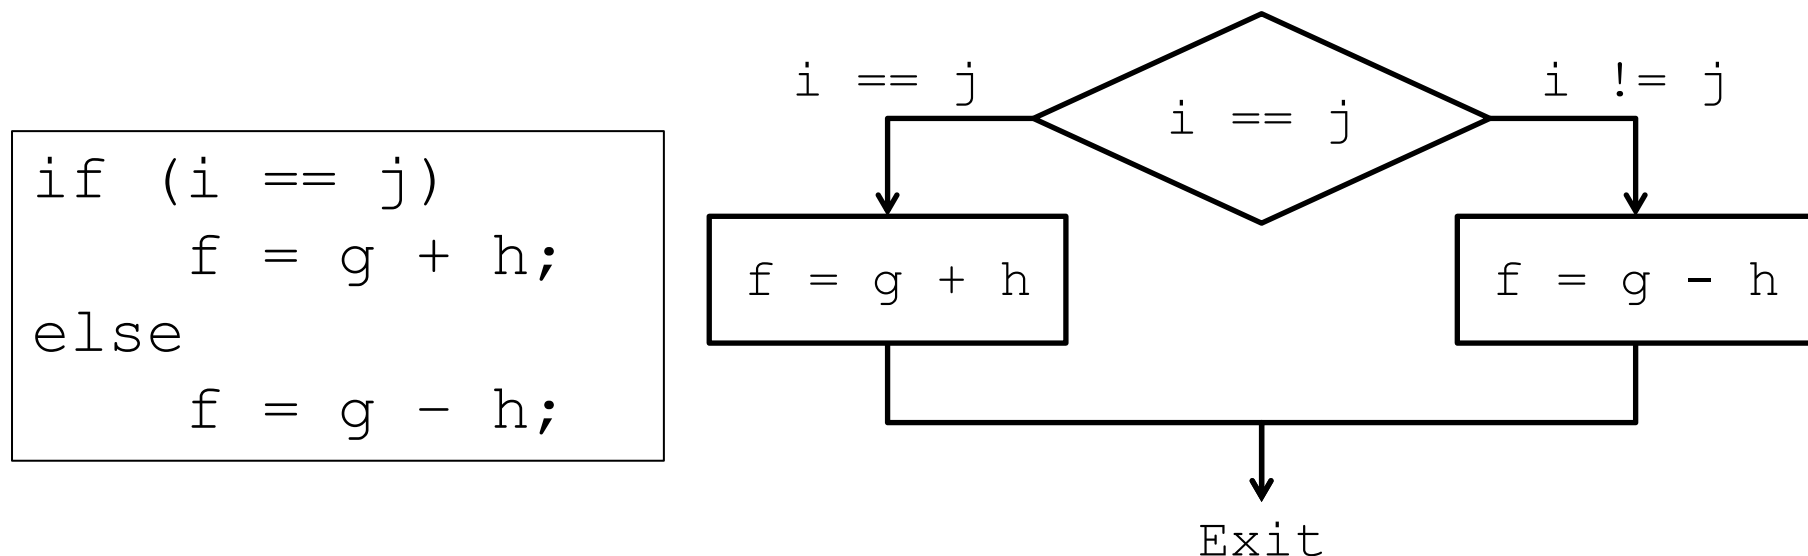 if (i == j)
    f = g + h;
else
    f = g – h;
i == j
i == j
i != j
f = g + h
f = g – h
Exit